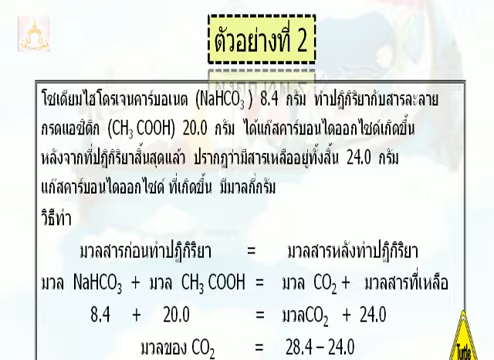 ตัวอย่างที่ 2
โซเดียมไฮโดรเจนคาร์บอเนต (NaHCO₃) 8.4 กรัม ทำปฏิกิริยากับสารละลาย
กรดแอซิติก (CH₃ COOH) 20.0 กรัม ได้แก๊สคาร์บอนไดออกไซด์เกิดขึ้น
หลังจากที่ปฏิกิริยาสิ้นสุดแล้ว ปรากฏว่ามีสารเหลืออยู่ทั้งสิ้น 24.0 กรัม
แก๊สคาร์บอนไดออกไซด์ ที่เกิดขึ้น มีมวลกี่กรัม
วิธีทำ
มวลสารก่อนทำปฏิกิริยา = มวลสารหลังทำปฏิกิริยา
มวล NaHCO₃ + มวล CH₃ COOH = มวล CO₂ + มวลสารที่เหลือ
8.4 + 20.0 = มวลCO₂ + 24.0
มวลของ CO₂ = 28.4 – 24.0
Turtle